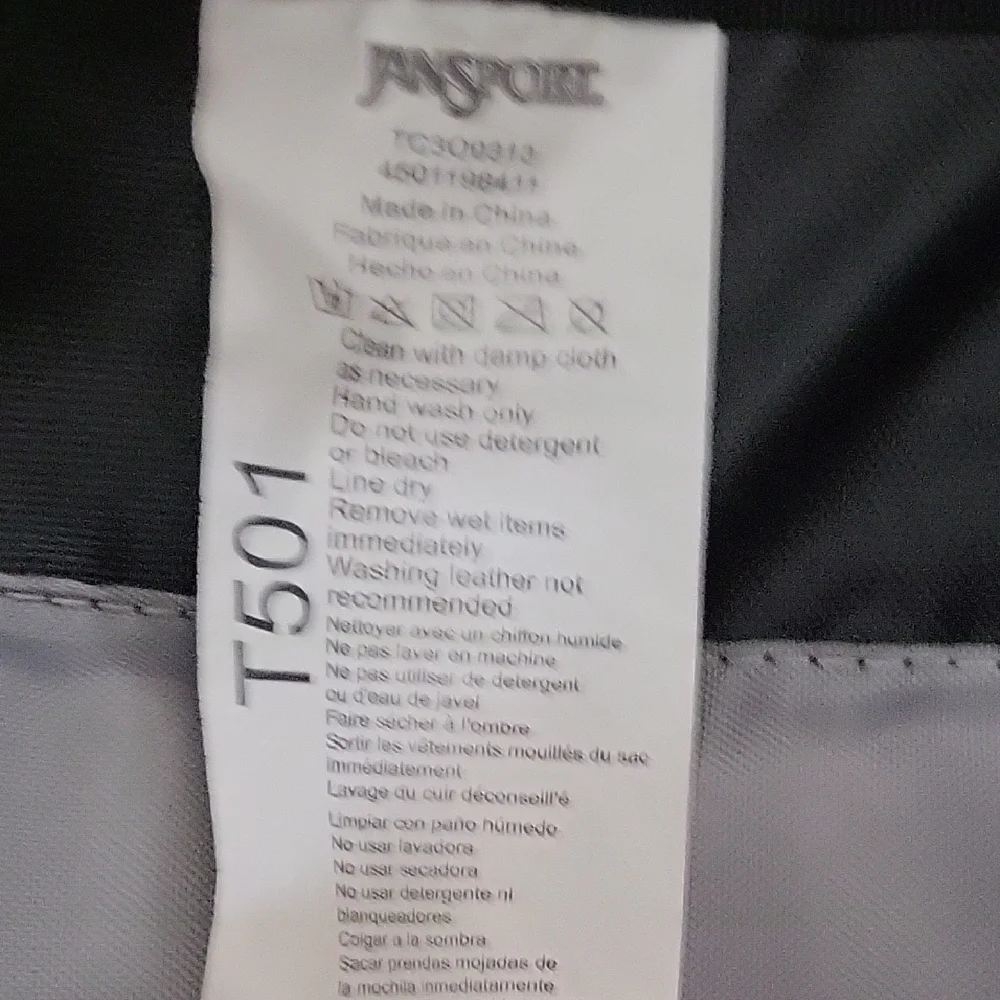 JANSPORT
TC3O0313
4501198411
Made in China
Fabrique en Chine
Hecho en China
Clean with damp cloth
as necessary
Hand wash only
Do not use detergent
or bleach
Line dry
Remove wet items
immediately
Washing leather not
recommended
Nettoyer avec un chiffon humide
Ne pas laver en machine
Ne pas utiliser de detergent
ou d'eau de javel
Faire sécher à l'ombre
Sortir les vêtements mouillés du sac
immédiatement
Lavage du cuir déconseill'é
Limpiar con paño húmedo
No usar lavadora
No usar secadora
No usar detergente ni
blanqueadores
Colgar a la sombra
Sacar prendas mojadas de
la mochila inmediatamente
T501